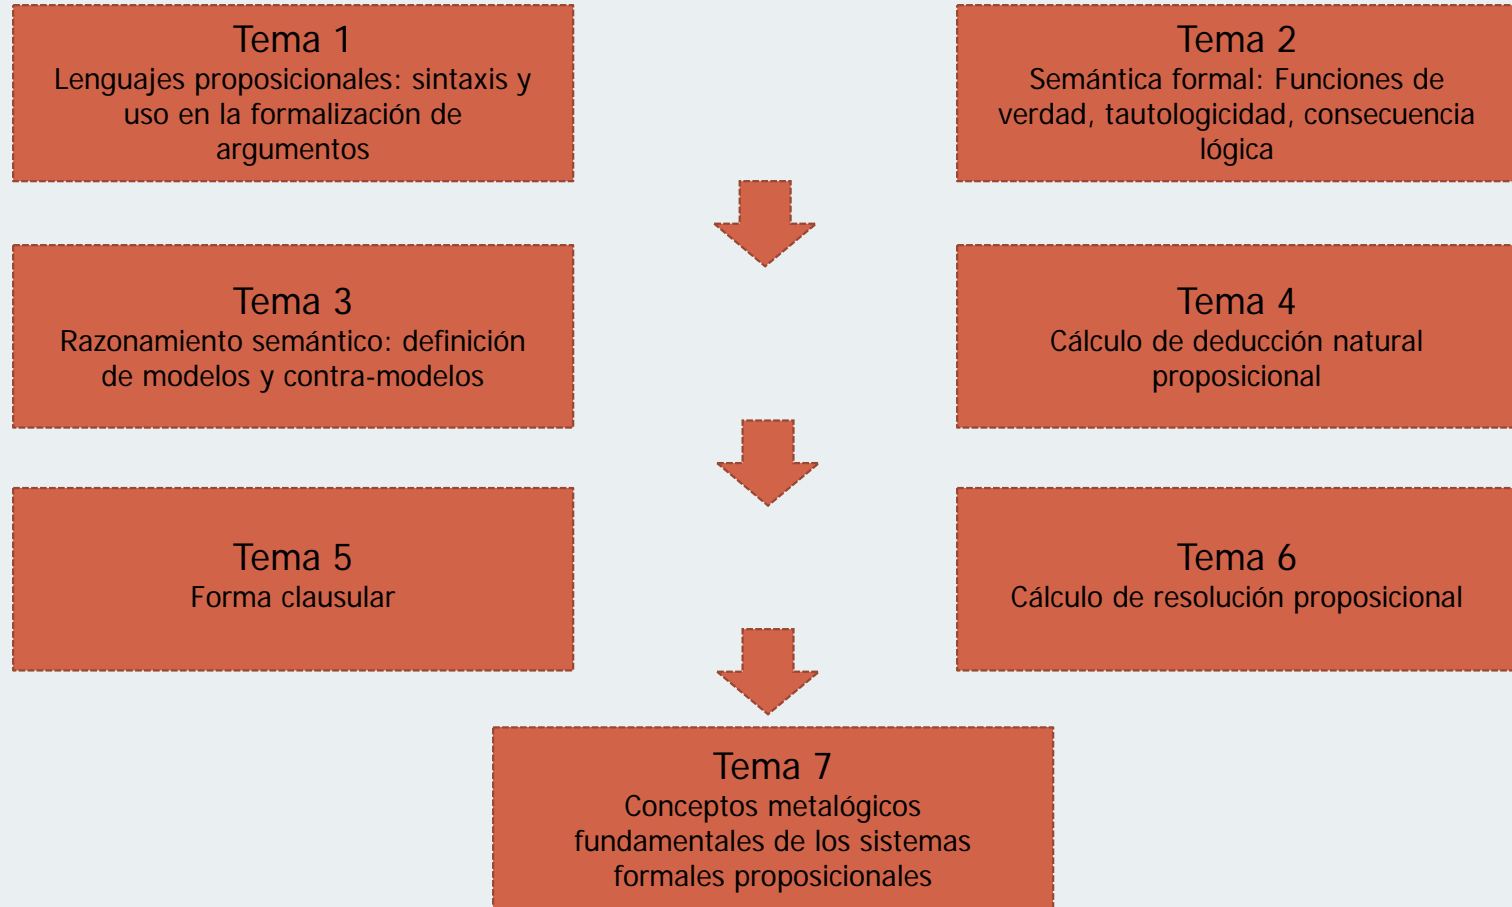 Tema 1
Lenguajes proposicionales: sintaxis y
uso en la formalización de
argumentos
Tema 2
Semántica formal: Funciones de
verdad, tautologicidad, consecuencia
lógica
Tema 3
Razonamiento semántico: definición
de modelos y contra-modelos
Tema 4
Cálculo de deducción natural
proposicional
Tema 5
Forma clausular
Tema 6
Cálculo de resolución proposicional
Tema 7
Conceptos metalógicos
fundamentales de los sistemas
formales proposicionales